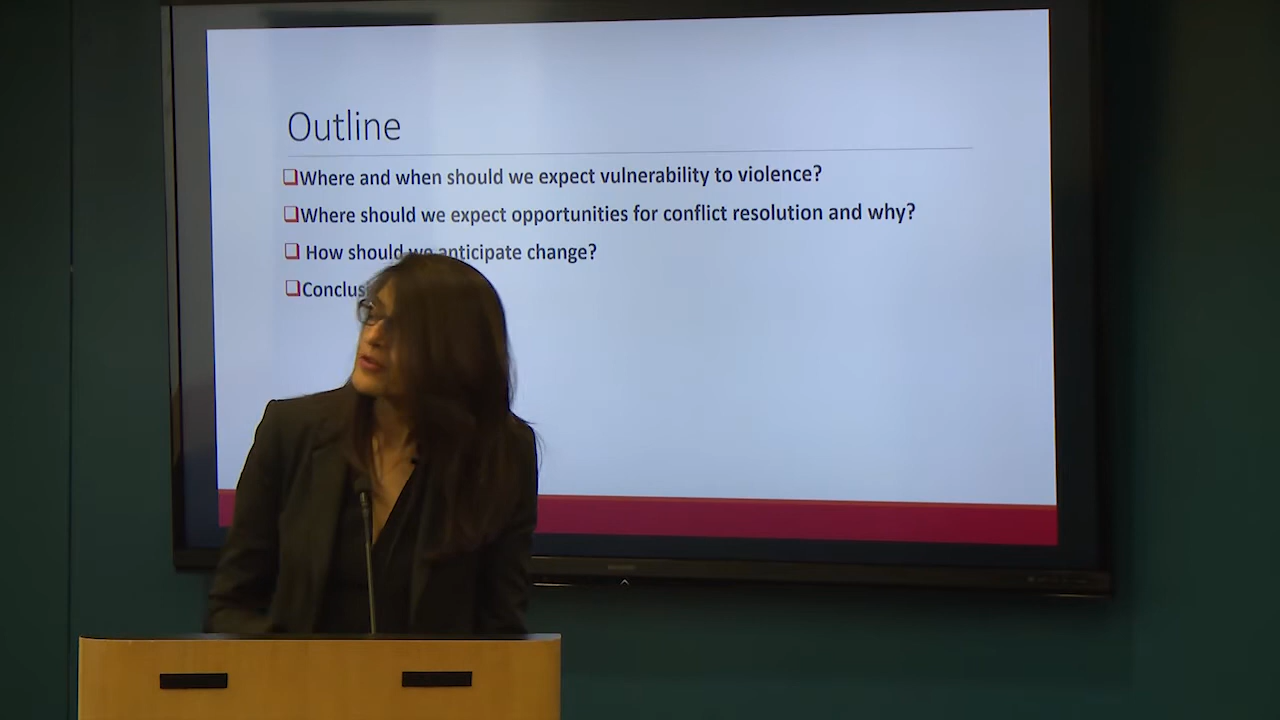 Outline
Where and when should we expect vulnerability to violence?
Where should we expect opportunities for conflict resolution and why?
How should we anticipate change?